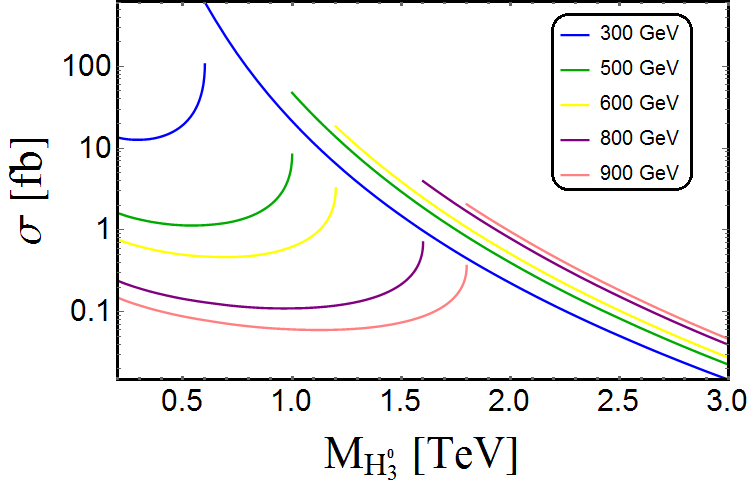 300 GeV
500 GeV
600 GeV
800 GeV
900 GeV
100
10
1
0.1
σ [fb]
0.5 1.0 1.5 2.0 2.5 3.0
M_{H_3^0} [TeV]